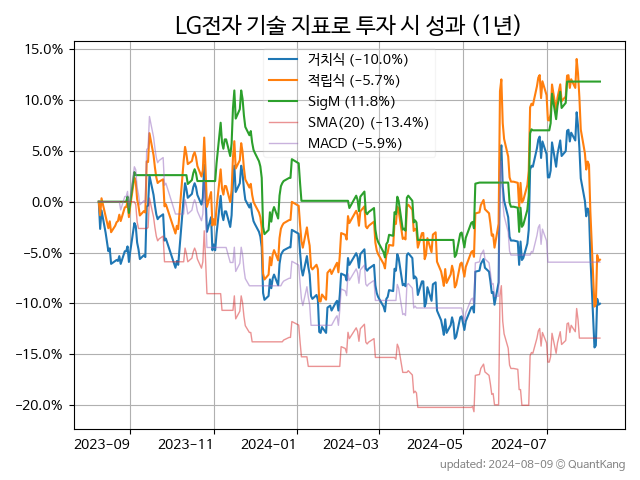 LG전자 기술 지표로 투자 시 성과 (1년)
15.0%
10.0%
5.0%
0.0%
−5.0%
−10.0%
−15.0%
−20.0%
거치식 (−10.0%)
적립식 (−5.7%)
SigM (11.8%)
SMA(20) (−13.4%)
MACD (−5.9%)
2023-09 2023-11 2024-01 2024-03 2024-05 2024-07
updated: 2024-08-09 © QuantKang